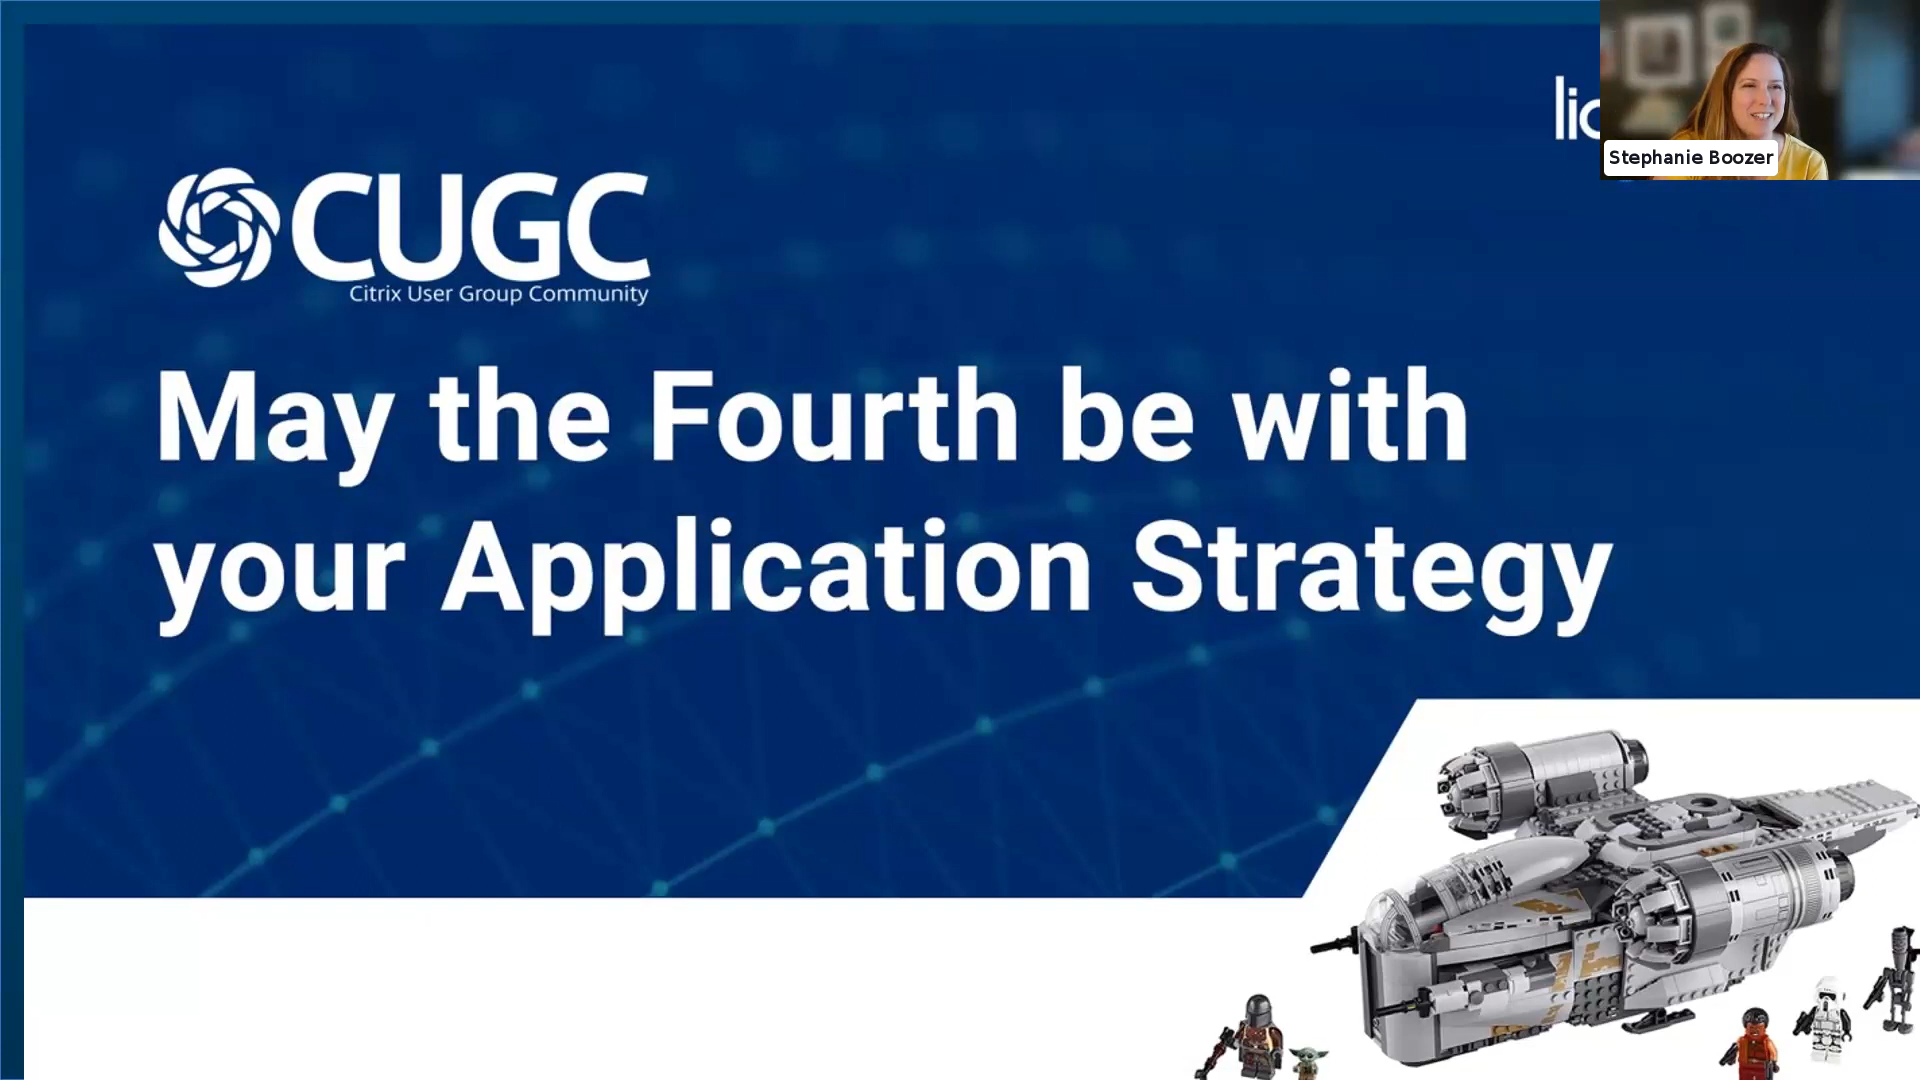 Stephanie Boozer
CUGC
Citrix User Group Community
May the Fourth be with
your Application Strategy